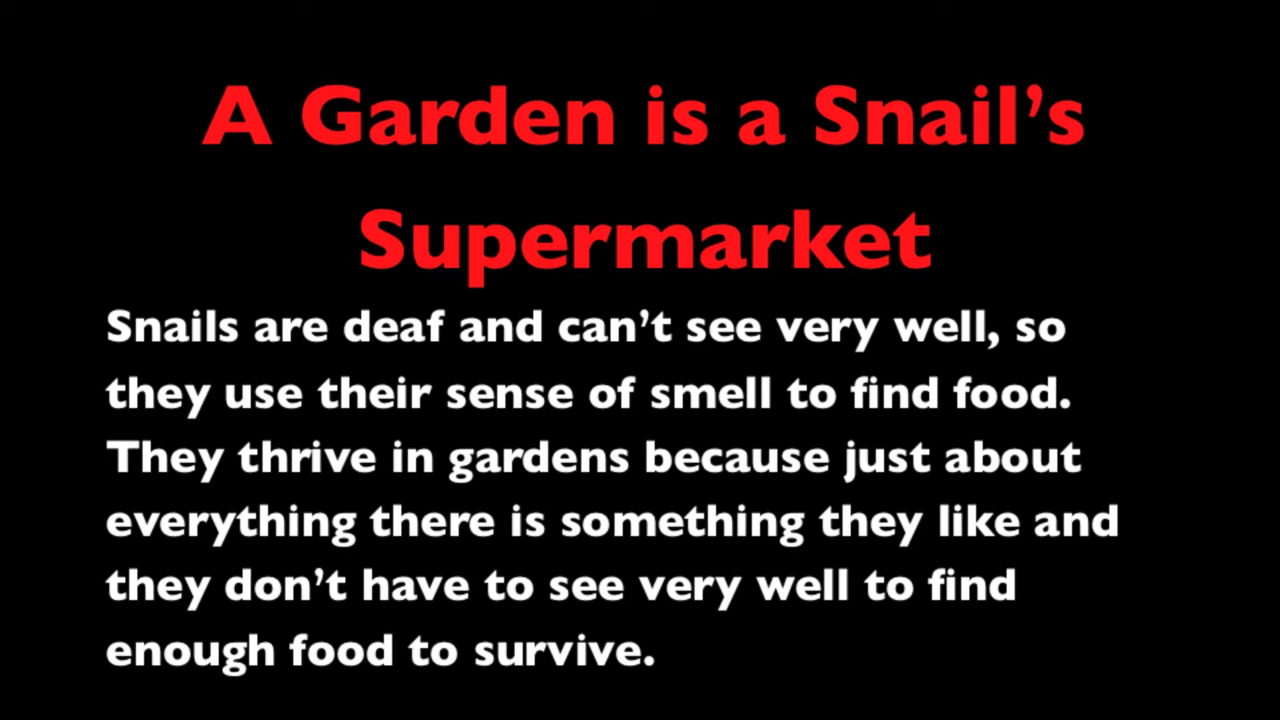 A Garden is a Snail’s
Supermarket
Snails are deaf and can’t see very well, so
they use their sense of smell to find food.
They thrive in gardens because just about
everything there is something they like and
they don’t have to see very well to find
enough food to survive.